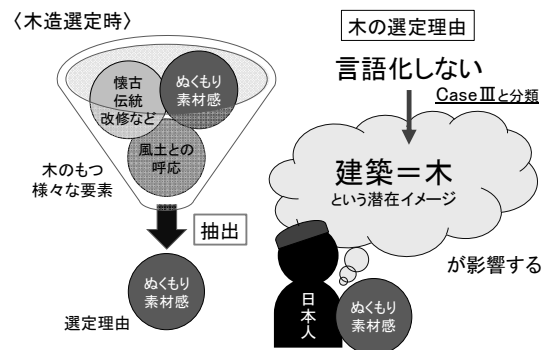 〈木造選定時〉
懐古
伝統
改修など
ぬくもり
素材感
風土との
呼応
木のもつ
様々な要素
抽出
ぬくもり
素材感
選定理由
木の選定理由
言語化しない
CaseⅢと分類
建築＝木
という潜在イメージ
が影響する
日本人
ぬくもり
素材感